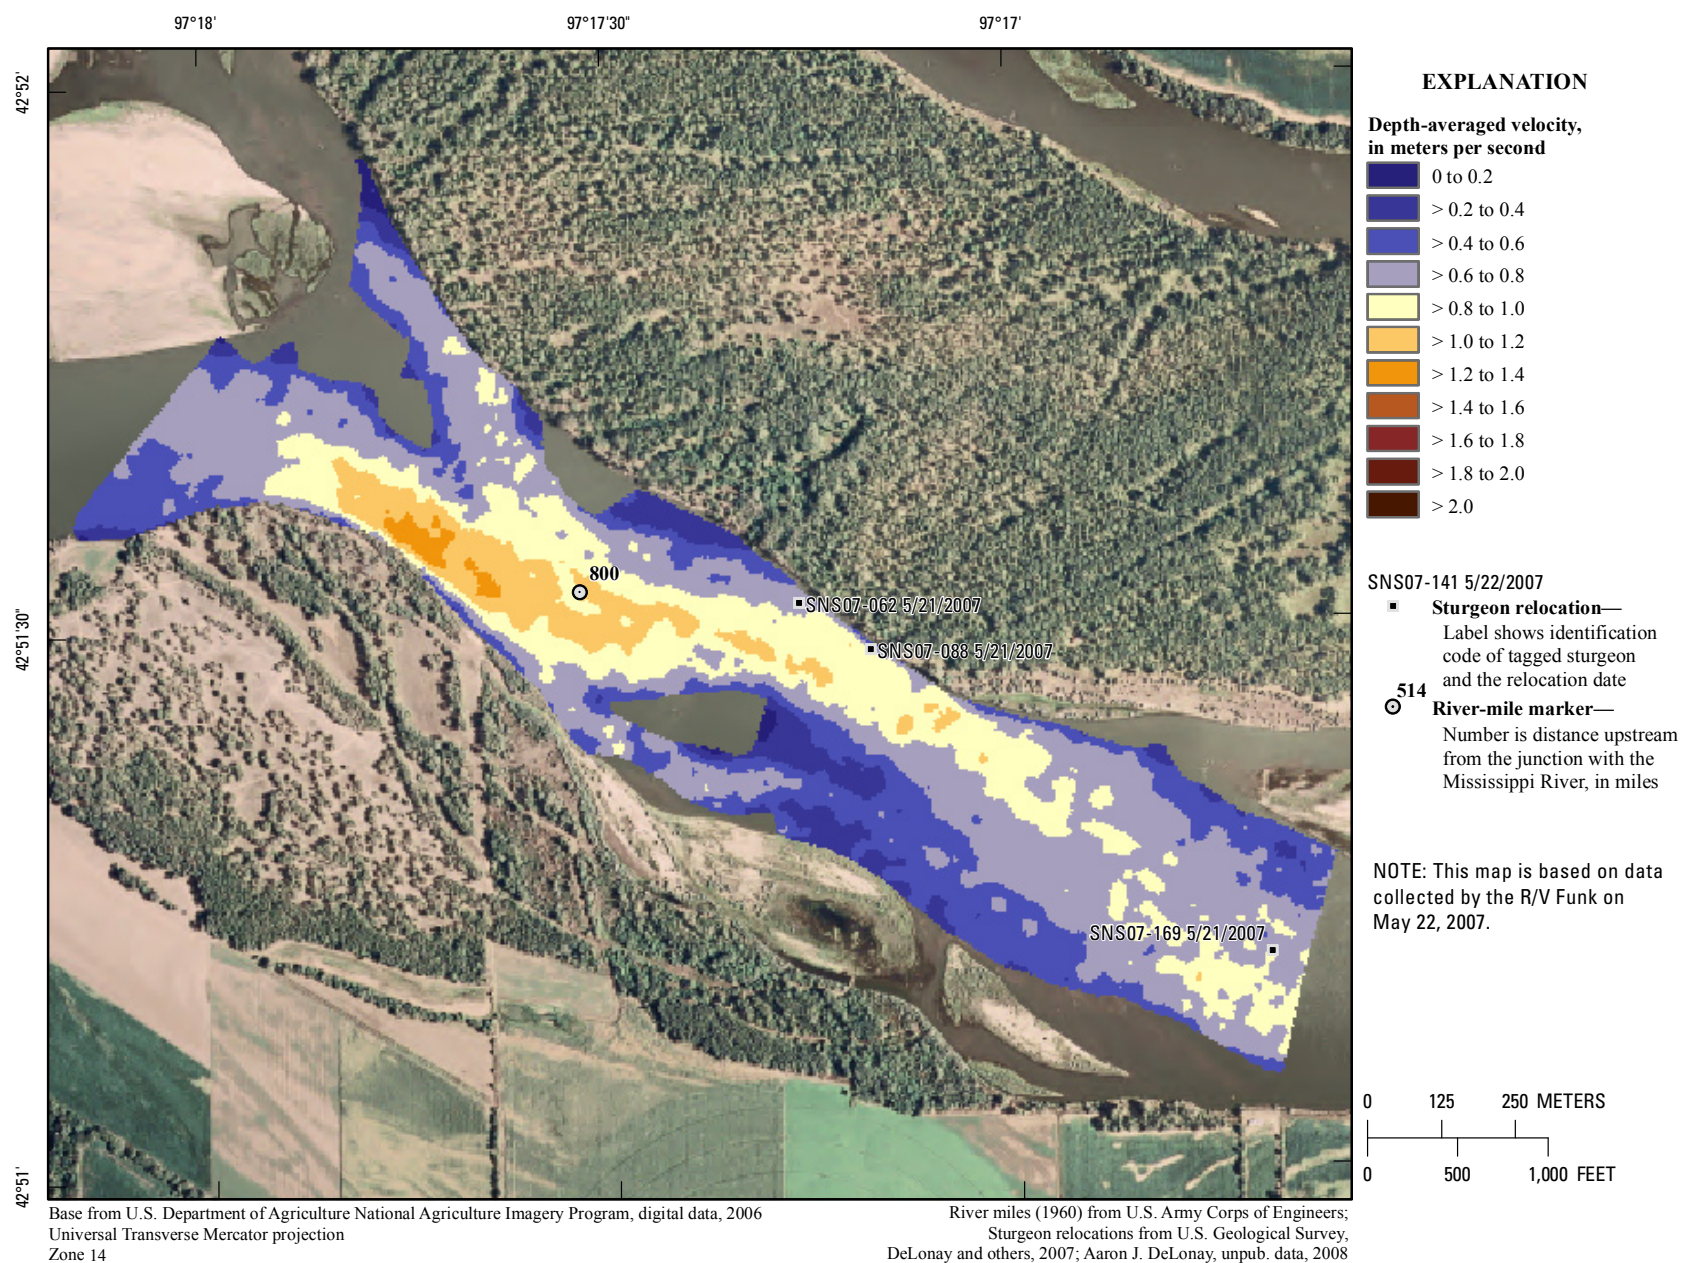 97°18'
97°17'30"
97°17'
42°52'
42°51'30"
42°51'
800
SNS07-062 5/21/2007
SNS07-088 5/21/2007
SNS07-169 5/21/2007
EXPLANATION
Depth-averaged velocity,
in meters per second
0 to 0.2
> 0.2 to 0.4
> 0.4 to 0.6
> 0.6 to 0.8
> 0.8 to 1.0
> 1.0 to 1.2
> 1.2 to 1.4
> 1.4 to 1.6
> 1.6 to 1.8
> 1.8 to 2.0
> 2.0
SNS07-141 5/22/2007
Sturgeon relocation—
Label shows identification
code of tagged sturgeon
and the relocation date
514
River-mile marker—
Number is distance upstream
from the junction with the
Mississippi River, in miles
NOTE: This map is based on data
collected by the R/V Funk on
May 22, 2007.
0 125 250 METERS
0 500 1,000 FEET
Base from U.S. Department of Agriculture National Agriculture Imagery Program, digital data, 2006
Universal Transverse Mercator projection
Zone 14
River miles (1960) from U.S. Army Corps of Engineers;
Sturgeon relocations from U.S. Geological Survey,
DeLonay and others, 2007; Aaron J. DeLonay, unpub. data, 2008